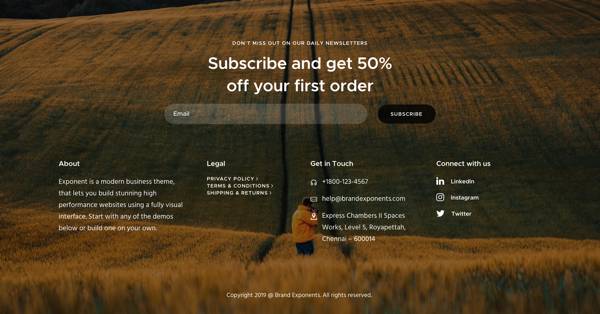 DON'T MISS OUT ON OUR DAILY NEWSLETTERS
Subscribe and get 50%
off your first order
Email
SUBSCRIBE
About
Exponent is a modern business theme,
that lets you build stunning high
performance websites using a fully visual
interface. Start with any of the demos
below or build one on your own.
Legal
PRIVACY POLICY >
TERMS & CONDITIONS >
SHIPPING & RETURNS >
Get in Touch
+1800-123-4567
help@brandexponents.com
Express Chambers II Spaces
Works, Level 5, Royapettah,
Chennai – 600014
Connect with us
LinkedIn
Instagram
Twitter
Copyright 2019 @ Brand Exponents. All rights reserved.